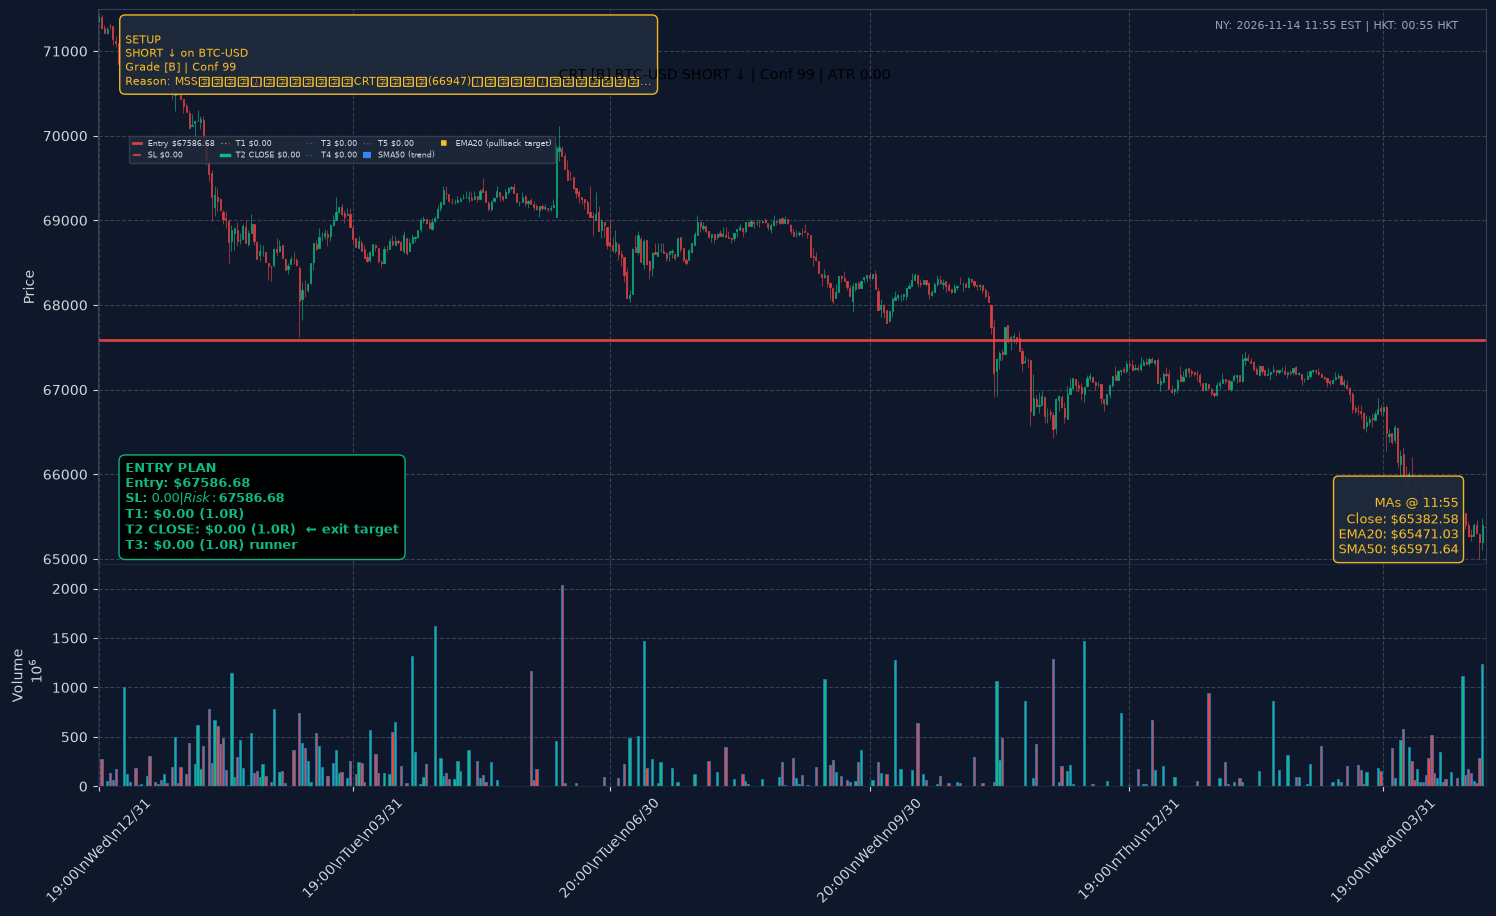 NY: 2026-11-14 11:55 EST | HKT: 00:55 HKT
SETUP
SHORT ↓ on BTC-USD
Grade [B] | Conf 99
Reason: MSS CRT (66947) ...
CRT [B] BTC-USD SHORT ↓ | Conf 99 | ATR 0.00
Entry $67586.68 T1 $0.00 T3 $0.00 T5 $0.00 EMA20 (pullback target)
SL $0.00 T2 CLOSE $0.00 T4 $0.00 SMA50 (trend)
71000
70000
69000
68000
67000
66000
65000
Price
ENTRY PLAN
Entry: $67586.68
SL: 0.00|Risk:67586.68
T1: $0.00 (1.0R)
T2 CLOSE: $0.00 (1.0R) ← exit target
T3: $0.00 (1.0R) runner
MAs @ 11:55
Close: $65382.58
EMA20: $65471.03
SMA50: $65971.64
2000
1500
1000
500
0
Volume
10⁶
19:00\nWed\n12/31
19:00\nTue\n03/31
20:00\nTue\n06/30
20:00\nWed\n09/30
19:00\nThu\n12/31
19:00\nWed\n03/31